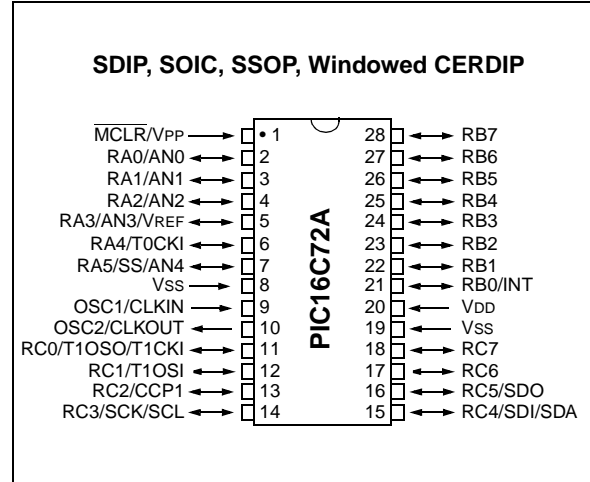 SDIP, SOIC, SSOP, Windowed CERDIP
MCLR/VPP • 1 28 RB7
RA0/AN0 2 27 RB6
RA1/AN1 3 26 RB5
RA2/AN2 4 25 RB4
RA3/AN3/VREF 5 24 RB3
RA4/T0CKI 6 23 RB2
RA5/SS/AN4 7 22 RB1
VSS 8 21 RB0/INT
OSC1/CLKIN 9 20 VDD
OSC2/CLKOUT 10 19 VSS
RC0/T1OSO/T1CKI 11 18 RC7
RC1/T1OSI 12 17 RC6
RC2/CCP1 13 16 RC5/SDO
RC3/SCK/SCL 14 15 RC4/SDI/SDA
PIC16C72A